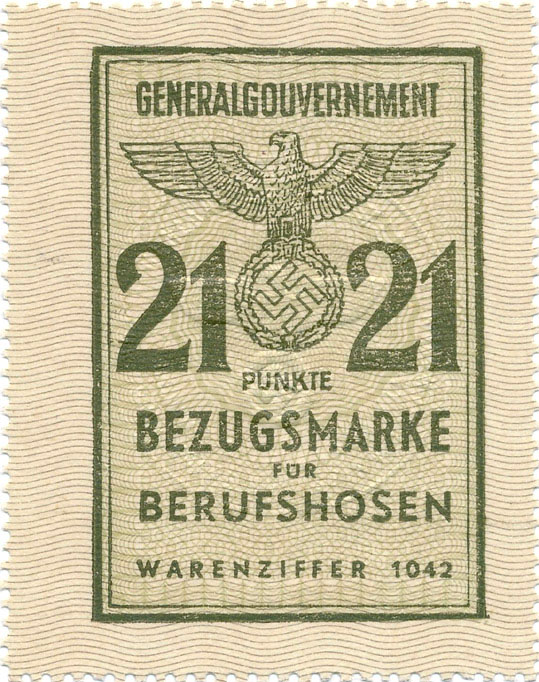 GENERALGOUVERNEMENT
21 21
PUNKTE
BEZUGSMARKE
FÜR
BERUFSHOSEN
WARENZIFFER 1042